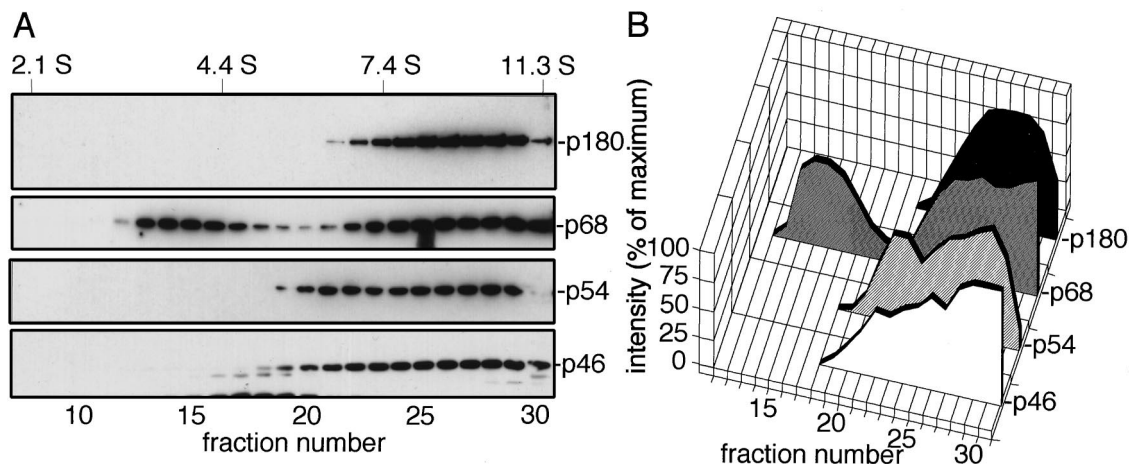 A
2.1 S 4.4 S 7.4 S 11.3 S
-p180
-p68
-p54
-p46
10 15 20 25 30
fraction number
B
intensity (% of maximum)
100
75
50
25
0
15 20 25 30
fraction number
-p180
-p68
-p54
-p46